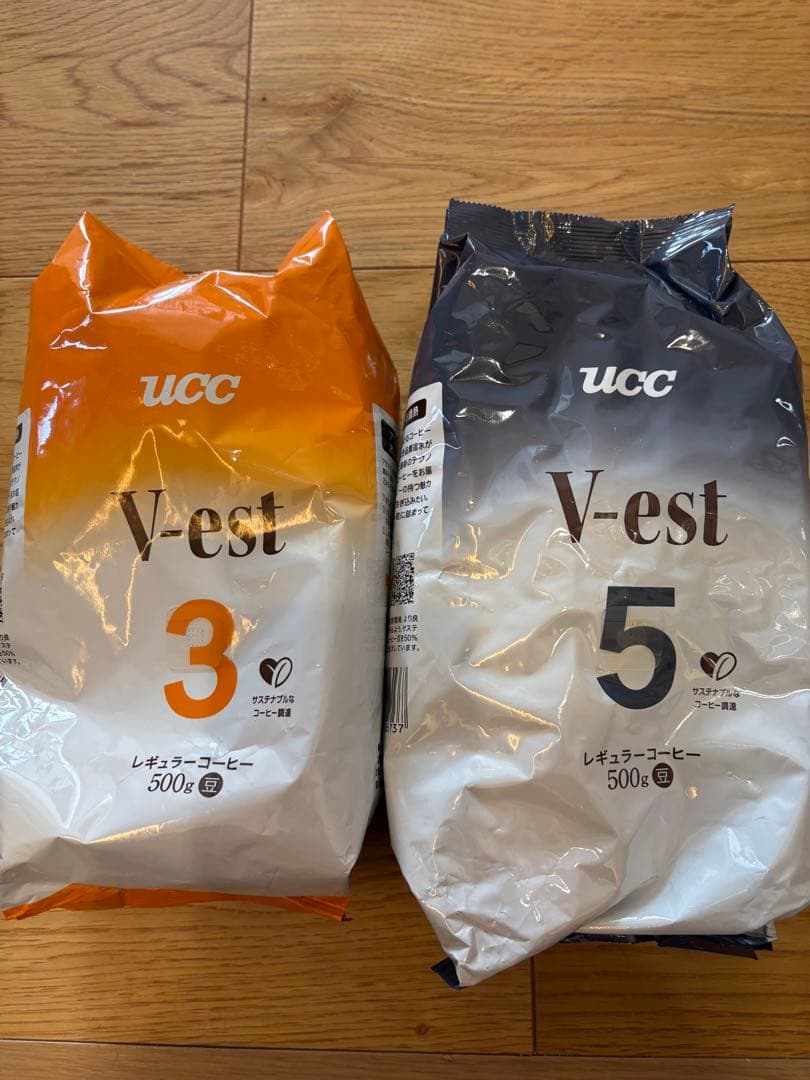 ucc
V-est
3
サステナブルな
コーヒー調達
レギュラーコーヒー
500g 豆
ucc
V-est
5
サステナブルな
コーヒー調達
レギュラーコーヒー
500g 豆